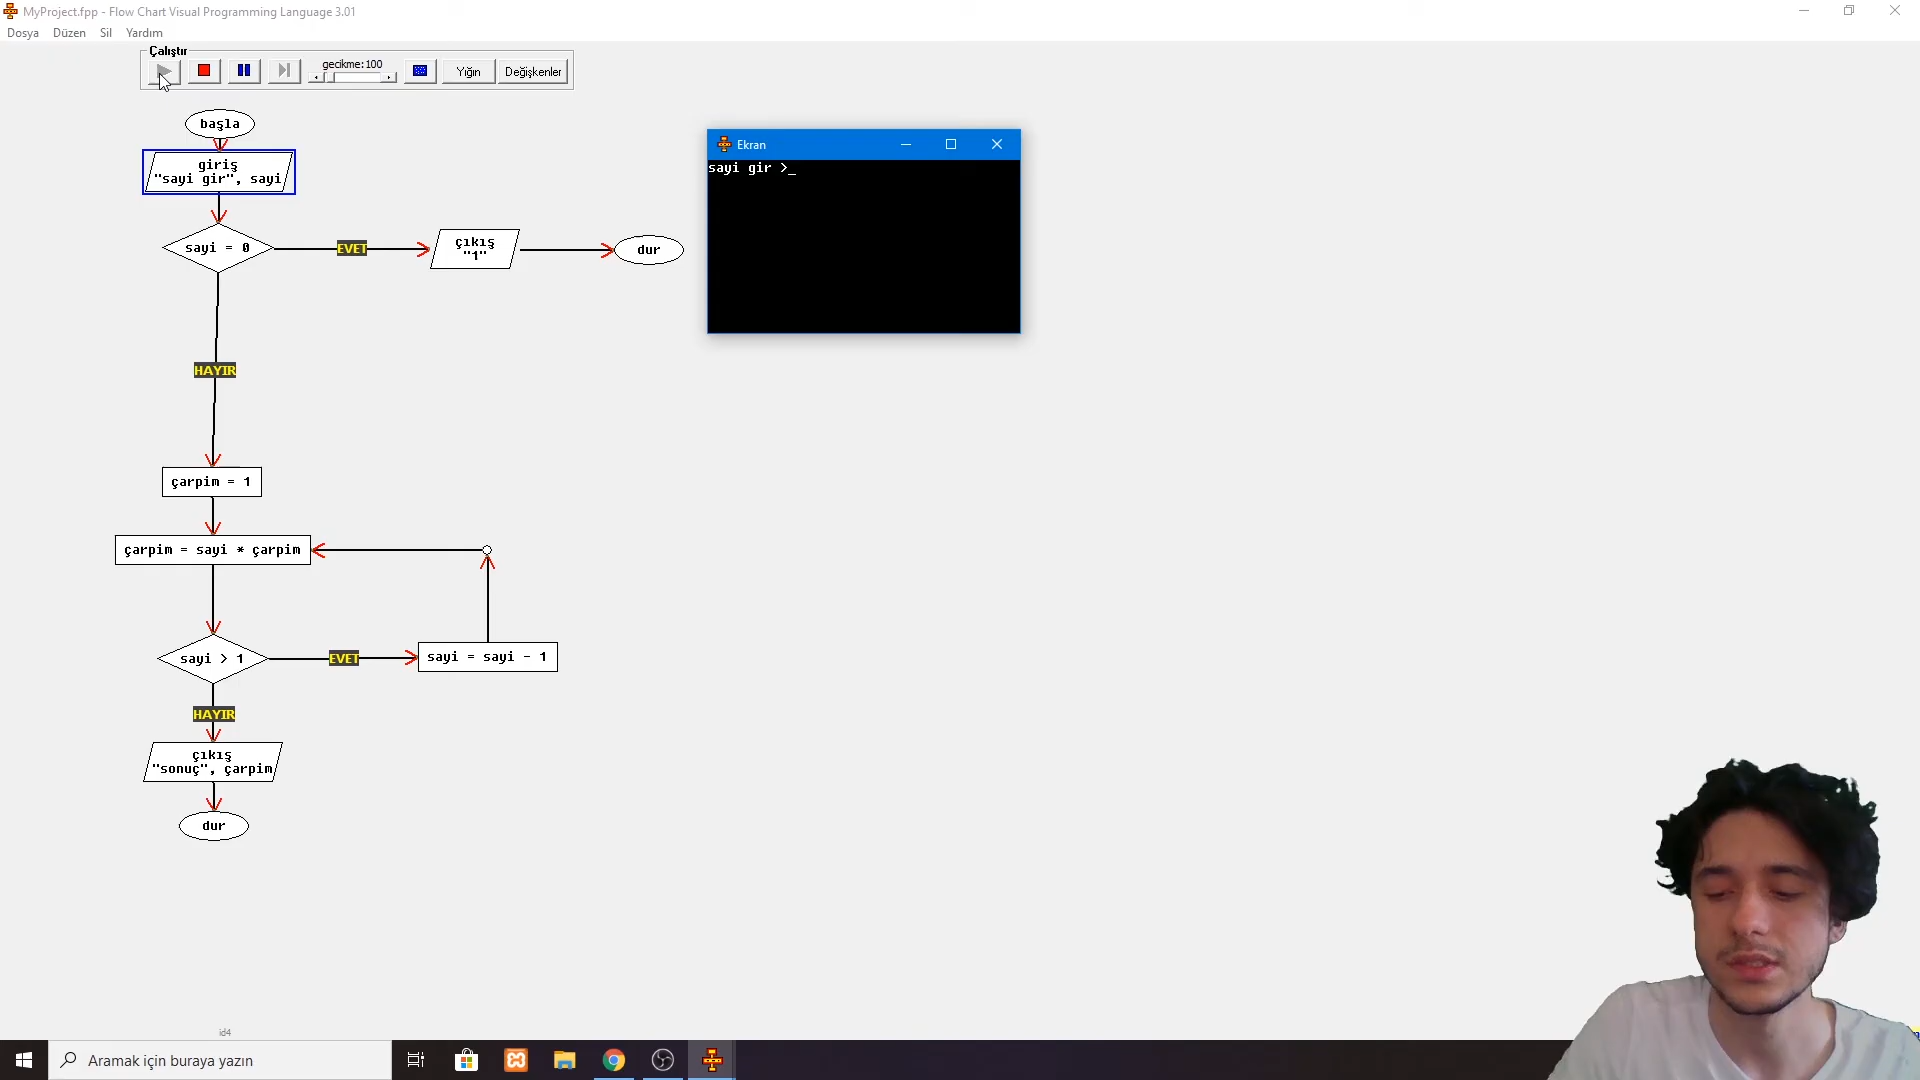 MyProject.fpp - Flow Chart Visual Programming Language 3.01
Dosya Düzen Sil Yardım
Çalıştır
gecikme:100
Yığın
Değişkenler
başla
giriş
"sayi gir", sayi
sayi = 0
EVET
çıkış
"1"
dur
HAYIR
çarpim = 1
çarpim = sayi * çarpim
sayi > 1
EVET
sayi = sayi - 1
HAYIR
çıkış
"sonuç", çarpim
dur
Ekran
sayi gir >_
id4
Aramak için buraya yazın